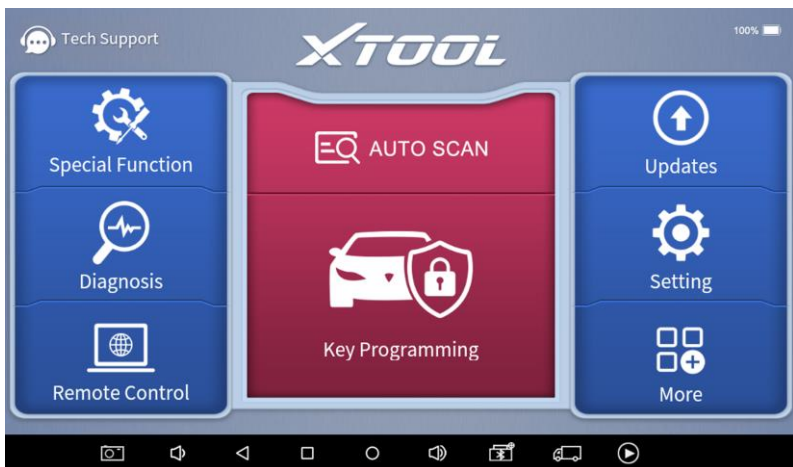 Tech Support
XTOOL
100%
Special Function
AUTO SCAN
Updates
Diagnosis
Key Programming
Setting
Remote Control
More